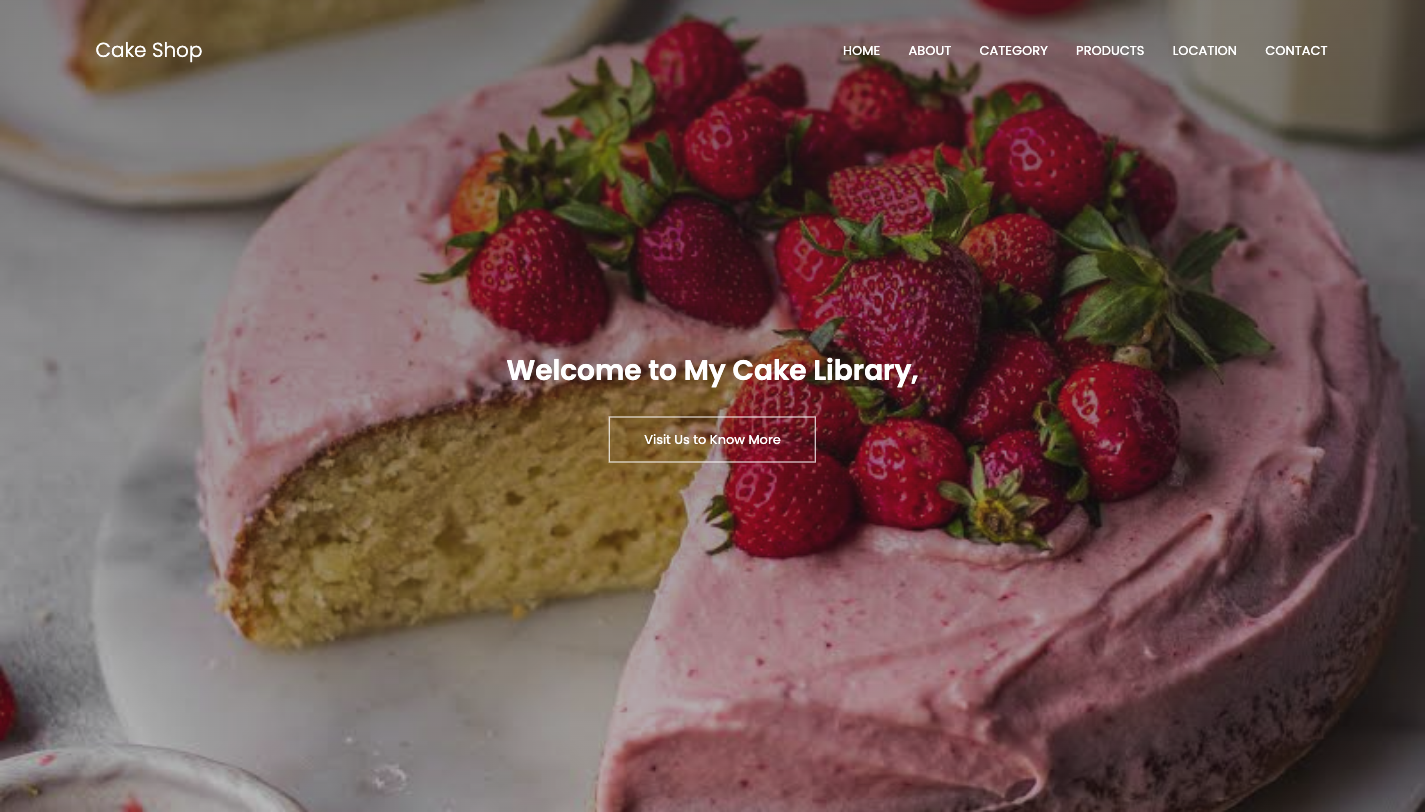 Cake Shop
HOME ABOUT CATEGORY PRODUCTS LOCATION CONTACT
Welcome to My Cake Library,
Visit Us to Know More